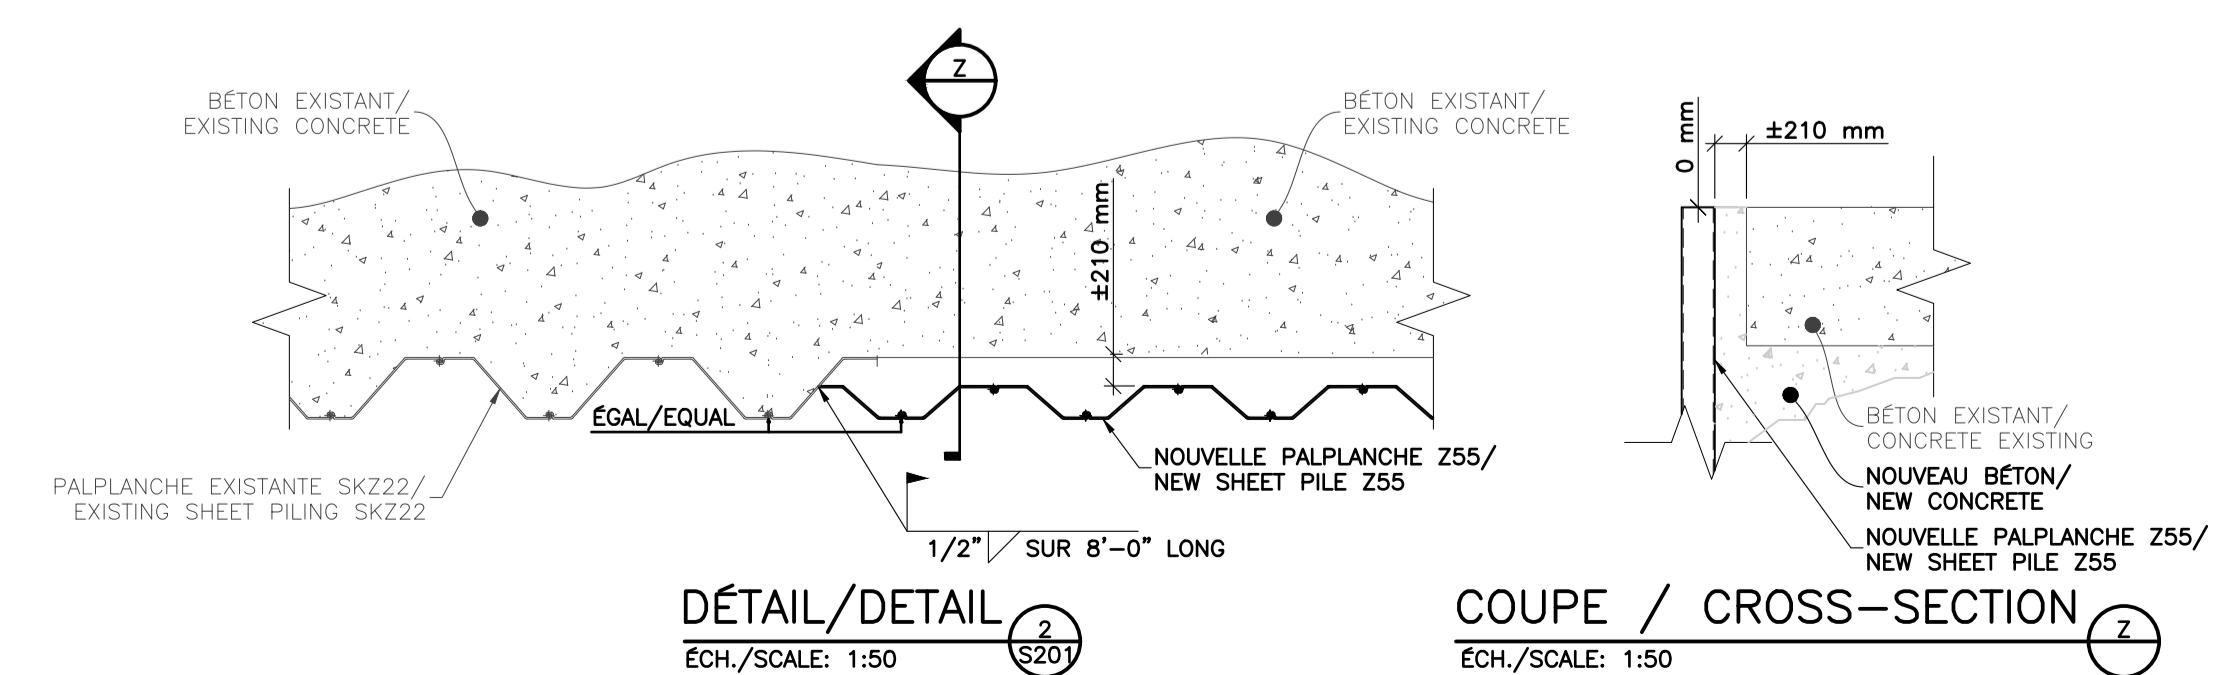 Z
BÉTON EXISTANT/
EXISTING CONCRETE
BÉTON EXISTANT/
EXISTING CONCRETE
±210 mm
ÉGAL/EQUAL
PALPLANCHE EXISTANTE SKZ22/
EXISTING SHEET PILING SKZ22
NOUVELLE PALPLANCHE Z55/
NEW SHEET PILE Z55
1/2" SUR 8'-0" LONG
DÉTAIL/DETAIL
2
S201
ÉCH./SCALE: 1:50
0 mm
±210 mm
BÉTON EXISTANT/
CONCRETE EXISTING
NOUVEAU BÉTON/
NEW CONCRETE
NOUVELLE PALPLANCHE Z55/
NEW SHEET PILE Z55
COUPE / CROSS-SECTION
Z
ÉCH./SCALE: 1:50